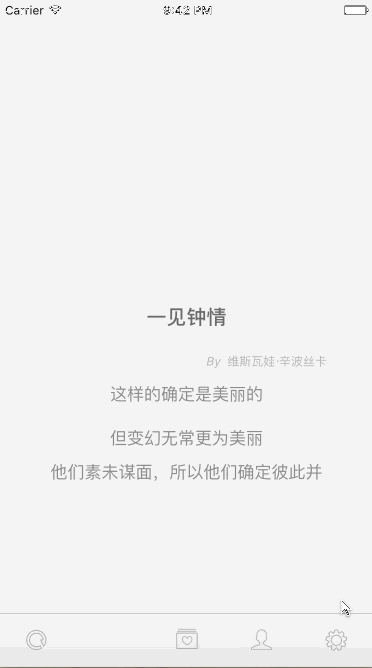 Carrier
8:42 PM
一见钟情
By 维斯瓦娃·辛波丝卡
这样的确定是美丽的
但变幻无常更为美丽
他们素未谋面，所以他们确定彼此并